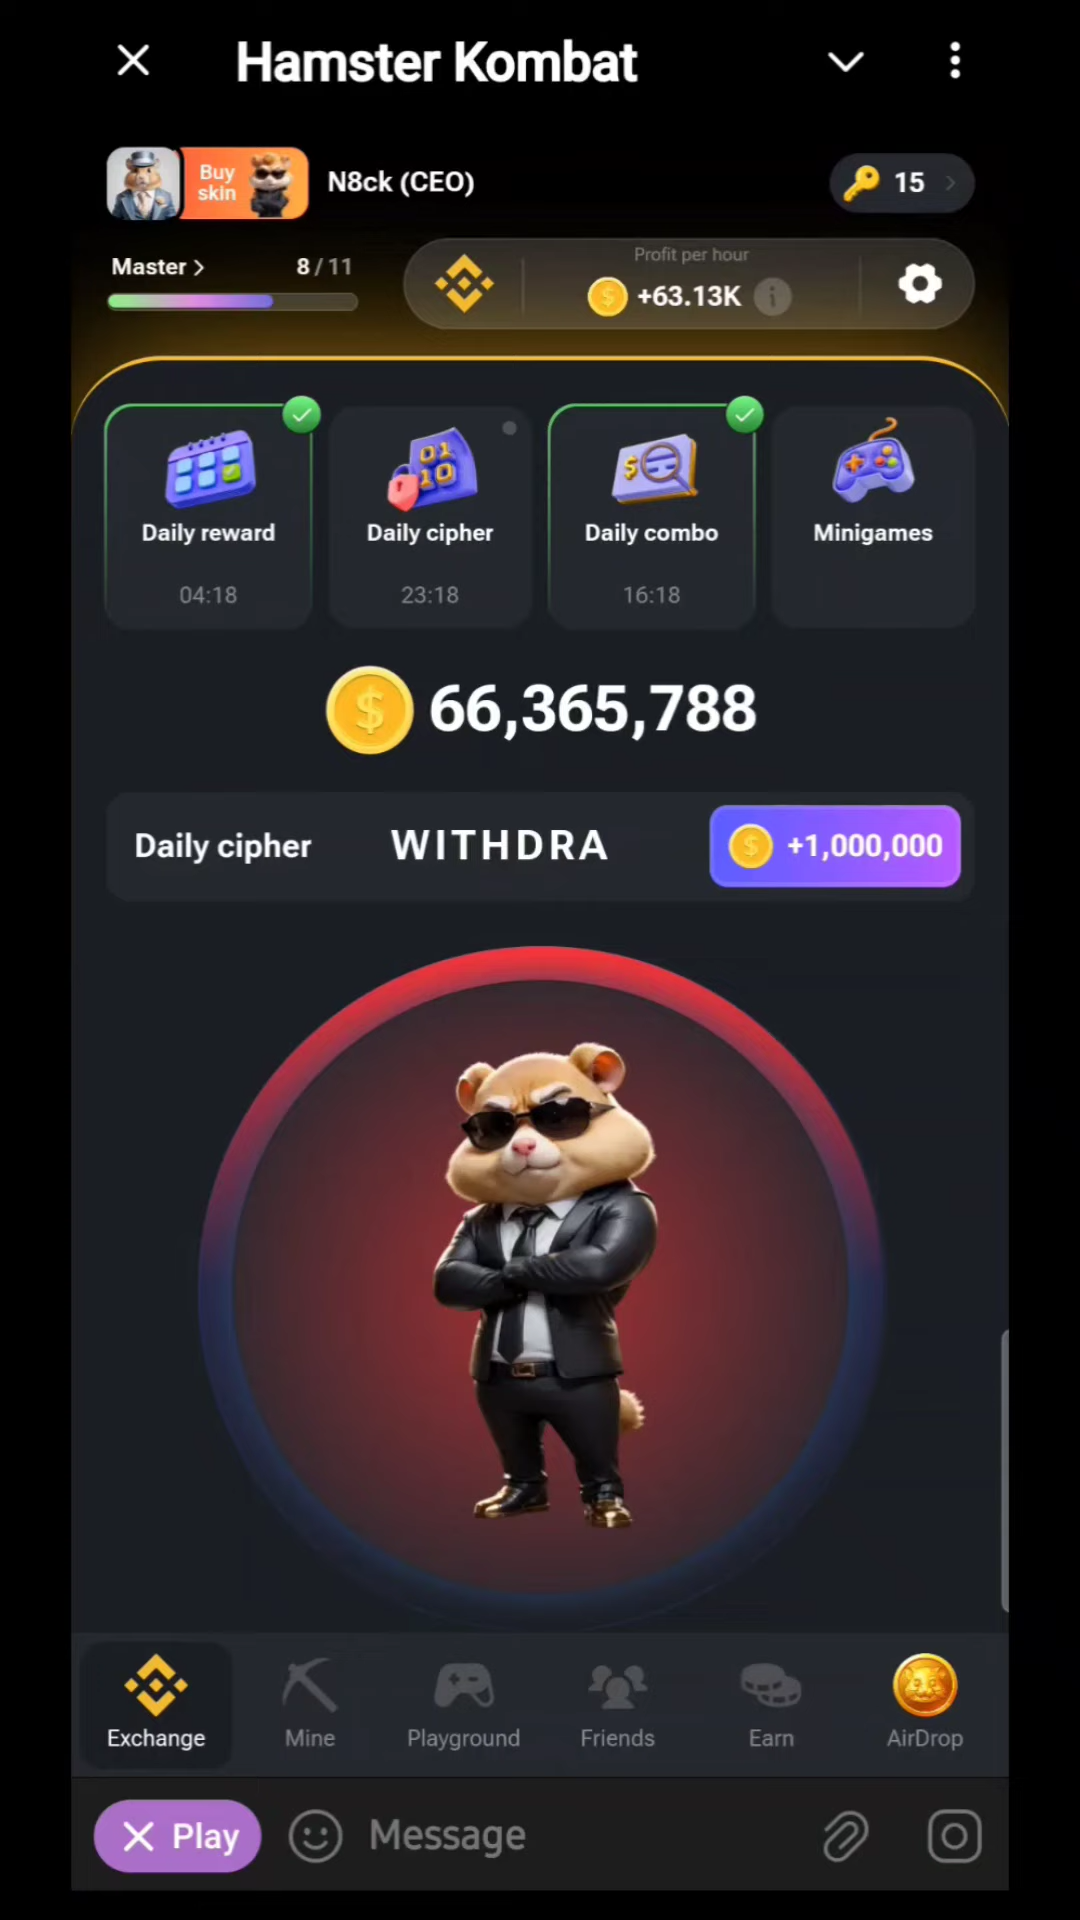 Hamster Kombat
Buy skin
N8ck (CEO)
15
Master
8/11
Profit per hour
+63.13K
Daily reward
04:18
Daily cipher
23:18
Daily combo
16:18
Minigames
66,365,788
Daily cipher WITHDRA +1,000,000
Exchange Mine Playground Friends Earn AirDrop
Play Message